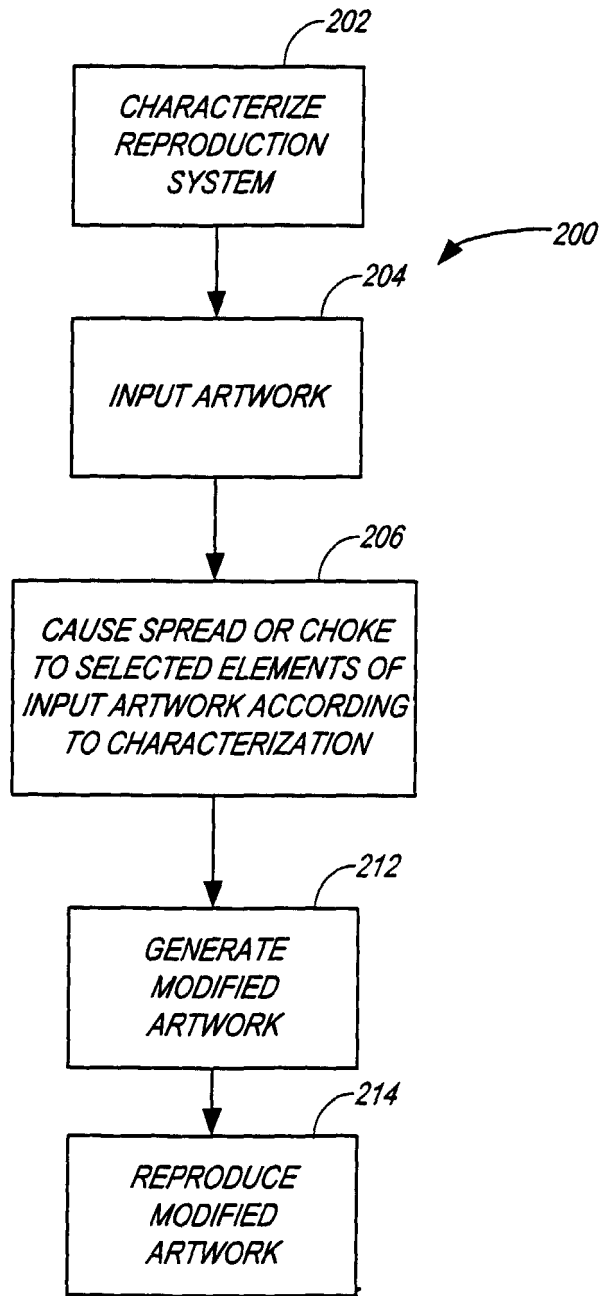 202
CHARACTERIZE
REPRODUCTION
SYSTEM
200
204
INPUT ARTWORK
206
CAUSE SPREAD OR CHOKE
TO SELECTED ELEMENTS OF
INPUT ARTWORK ACCORDING
TO CHARACTERIZATION
212
GENERATE
MODIFIED
ARTWORK
214
REPRODUCE
MODIFIED
ARTWORK